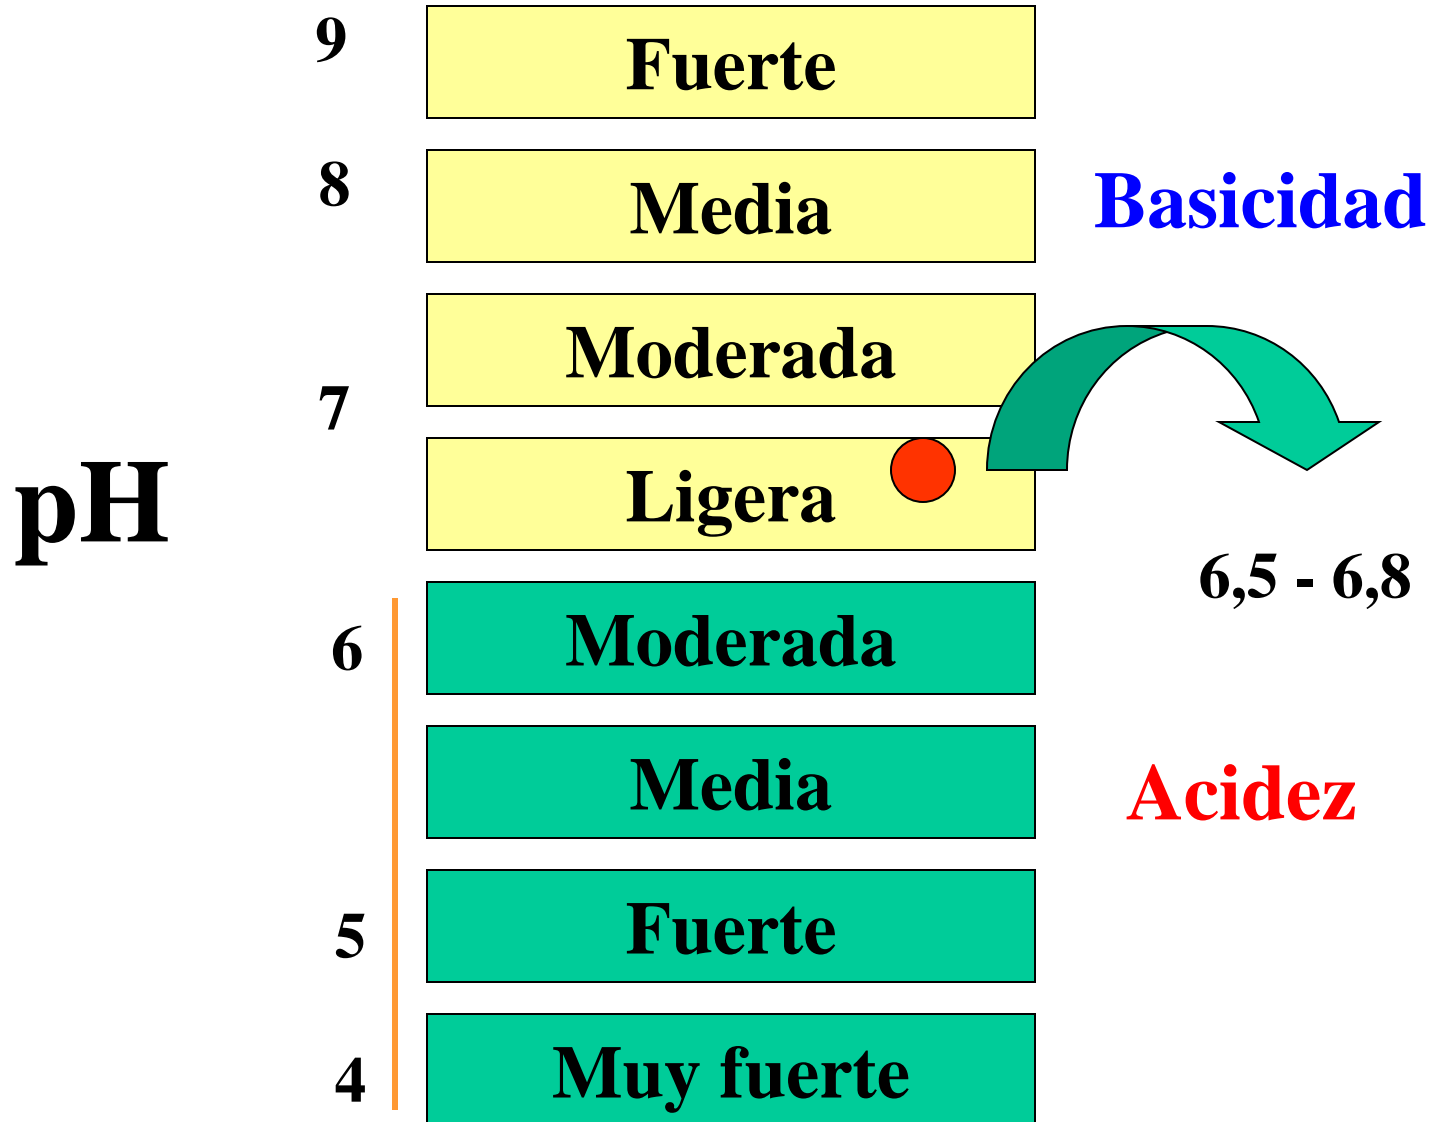 9
Fuerte
8
Media
Basicidad
Moderada
7
pH
Ligera
6,5 - 6,8
6
Moderada
Media
Acidez
5
Fuerte
4
Muy fuerte